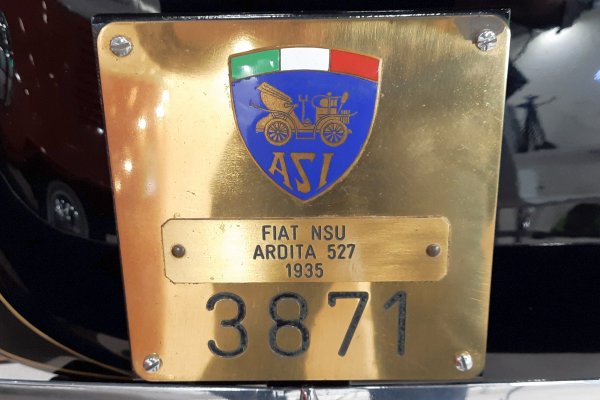 ASI
FIAT NSU
ARDITA 527
1935
3871